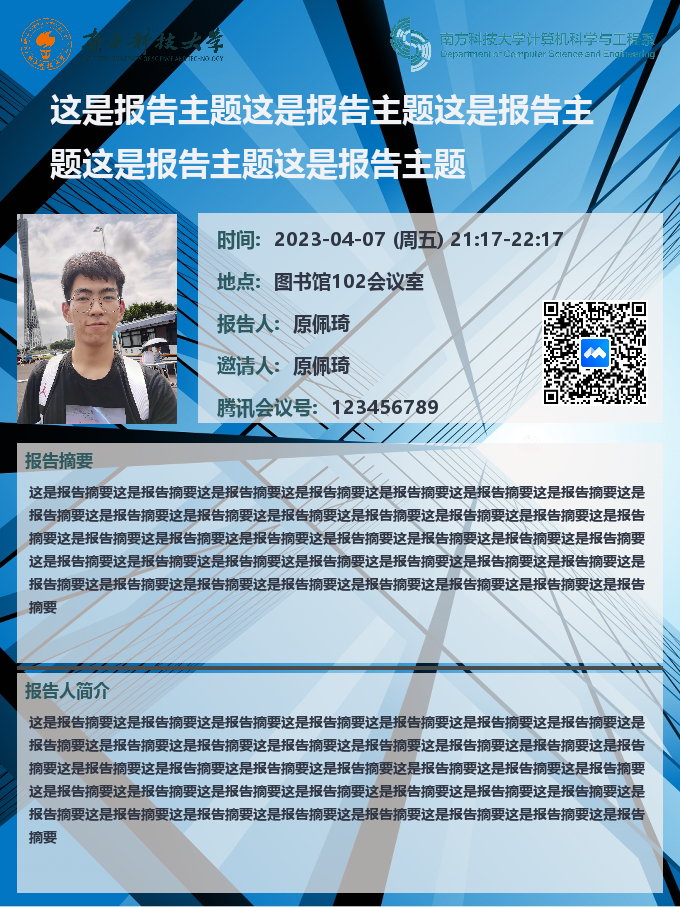 南方科技大学
南方科技大学计算机科学与工程系
Department of Computer Science and Engineering
这是报告主题这是报告主题这是报告主
题这是报告主题这是报告主题
时间: 2023-04-07 (周五) 21:17-22:17
地点: 图书馆102会议室
报告人: 原佩琦
邀请人: 原佩琦
腾讯会议号: 123456789
报告摘要
这是报告摘要这是报告摘要这是报告摘要这是报告摘要这是报告摘要这是报告摘要这是报告摘要这是
报告摘要这是报告摘要这是报告摘要这是报告摘要这是报告摘要这是报告摘要这是报告摘要这是报告
摘要这是报告摘要这是报告摘要这是报告摘要这是报告摘要这是报告摘要这是报告摘要这是报告摘要
这是报告摘要这是报告摘要这是报告摘要这是报告摘要这是报告摘要这是报告摘要这是报告摘要这是
报告摘要这是报告摘要这是报告摘要这是报告摘要这是报告摘要这是报告摘要这是报告摘要这是报告
摘要
报告人简介
这是报告摘要这是报告摘要这是报告摘要这是报告摘要这是报告摘要这是报告摘要这是报告摘要这是
报告摘要这是报告摘要这是报告摘要这是报告摘要这是报告摘要这是报告摘要这是报告摘要这是报告
摘要这是报告摘要这是报告摘要这是报告摘要这是报告摘要这是报告摘要这是报告摘要这是报告摘要
这是报告摘要这是报告摘要这是报告摘要这是报告摘要这是报告摘要这是报告摘要这是报告摘要这是
报告摘要这是报告摘要这是报告摘要这是报告摘要这是报告摘要这是报告摘要这是报告摘要这是报告
摘要